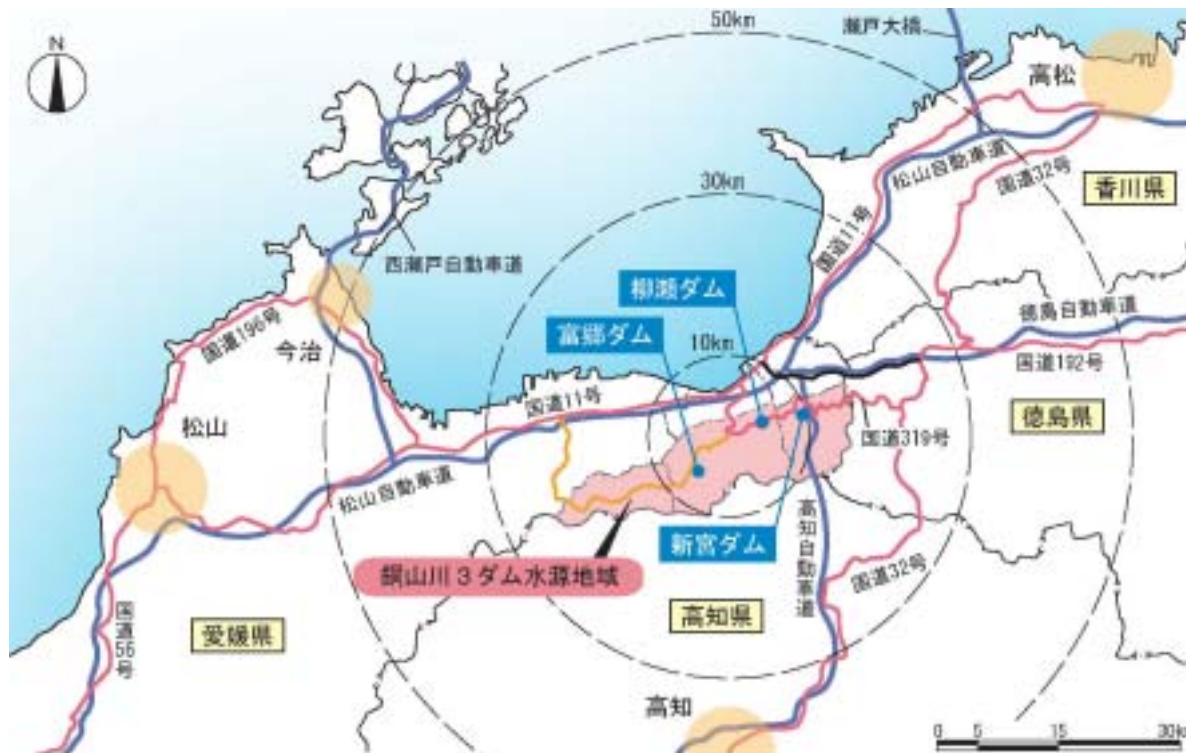 50km
瀬戸大橋
N
高松
松山自動車道
国道32号
香川県
30km
国道11号
西瀬戸自動車道
柳瀬ダム
徳島自動車道
国道196号
富郷ダム
今治
10km
国道192号
国道11号
松山
徳島県
国道319号
松山自動車道
新宮ダム
高知自動車道
銅山川3ダム水源地域
国道32号
国道56号
愛媛県
高知県
高知
0 5 15 30km